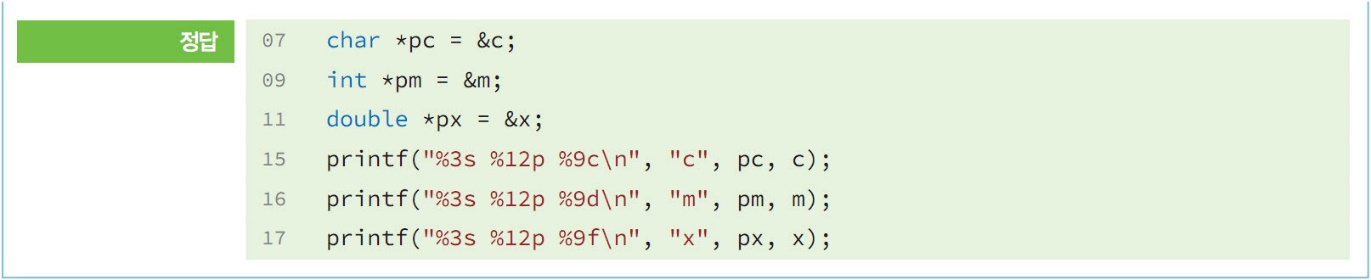 정답
07 char *pc = &c;
09 int *pm = &m;
11 double *px = &x;
15 printf("%3s %12p %9c\n", "c", pc, c);
16 printf("%3s %12p %9d\n", "m", pm, m);
17 printf("%3s %12p %9f\n", "x", px, x);